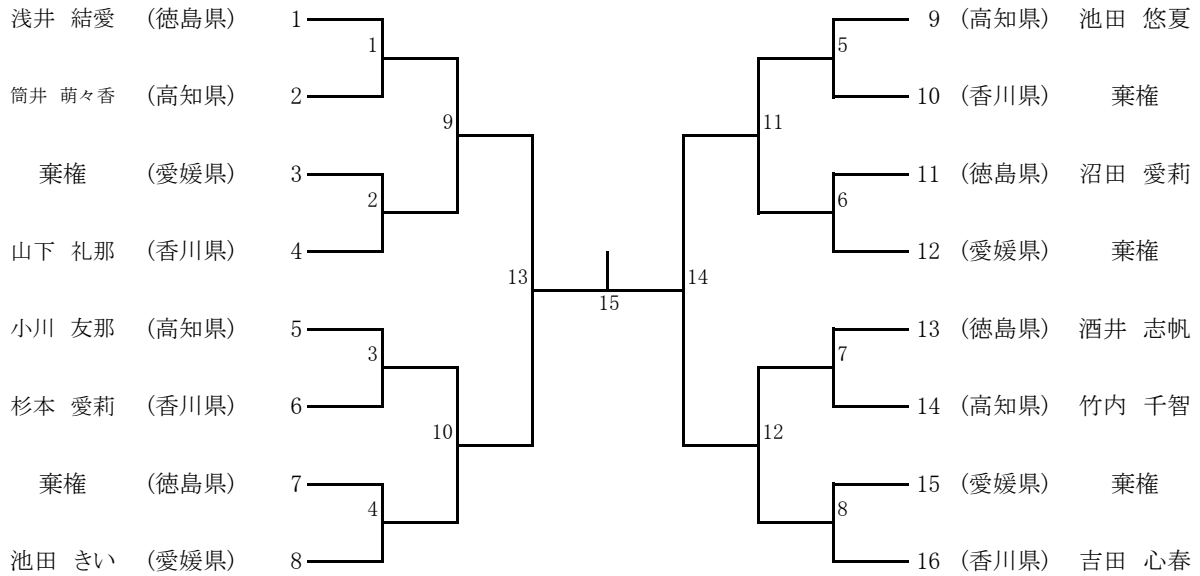 浅井 結愛 (徳島県) 1
1
筒井 萌々香 (高知県) 2
9
棄権 (愛媛県) 3
2
山下 礼那 (香川県) 4
13
小川 友那 (高知県) 5
3
杉本 愛莉 (香川県) 6
10
棄権 (徳島県) 7
4
池田 きい (愛媛県) 8
15
9 (高知県) 池田 悠夏
5
10 (香川県) 棄権
11
11 (徳島県) 沼田 愛莉
6
12 (愛媛県) 棄権
14
13 (徳島県) 酒井 志帆
7
14 (高知県) 竹内 千智
12
15 (愛媛県) 棄権
8
16 (香川県) 吉田 心春